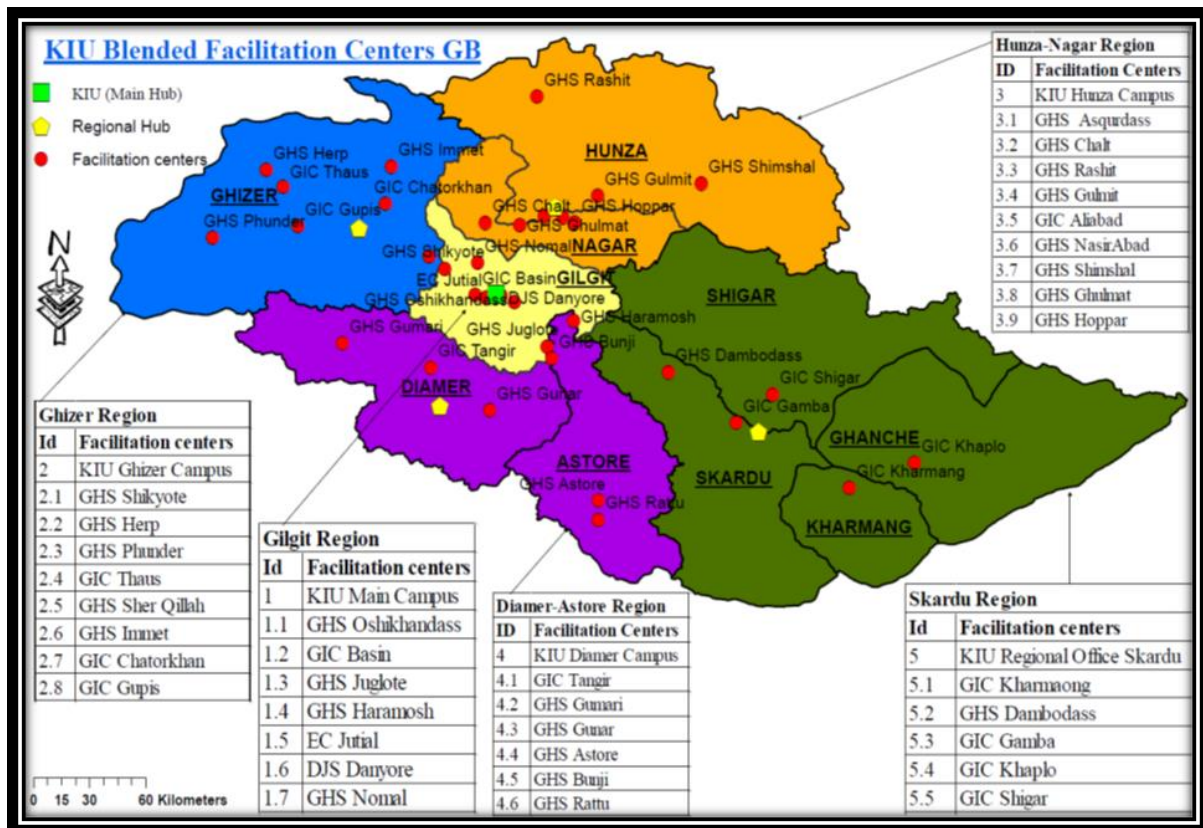 KIU Blended Facilitation Centers GB
KIU (Main Hub)
Regional Hub
Facilitation centers
N
GHS Rashit
HUNZA
GHS Shimshal
GHS Gulmit
GHS Chalt
GHS Hoppar
GHS Ghulmat
NAGAR
GHS Herp
GHS Immet
GIC Thaus
GHIZER
GIC Chatorkhan
GIC Gupis
GHS Phunder
GHS Shikyote
GHS Nomal
GILGIT
EC Jutial
GIC Basin
GHS Oshikhandass
DJS Danyore
GHS Juglote
GHS Haramosh
GHS Bunji
GHS Gumari
GIC Tangir
DIAMER
GHS Gunar
ASTORE
GHS Astore
GHS Rattu
SHIGAR
GHS Dambodass
GIC Shigar
GIC Gamba
GHANCHE
GIC Khaplo
SKARDU
GIC Kharmang
KHARMANG
Hunza-Nagar Region
ID Facilitation Centers
3 KIU Hunza Campus
3.1 GHS Asqurdass
3.2 GHS Chalt
3.3 GHS Rashit
3.4 GHS Gulmit
3.5 GIC Aliabad
3.6 GHS NasirAbad
3.7 GHS Shimshal
3.8 GHS Ghulmat
3.9 GHS Hoppar
Ghizer Region
Id Facilitation centers
2 KIU Ghizer Campus
2.1 GHS Shikyote
2.2 GHS Herp
2.3 GHS Phunder
2.4 GIC Thaus
2.5 GHS Sher Qillah
2.6 GHS Immet
2.7 GIC Chatorkhan
2.8 GIC Gupis
Gilgit Region
Id Facilitation centers
1 KIU Main Campus
1.1 GHS Oshikhandass
1.2 GIC Basin
1.3 GHS Juglote
1.4 GHS Haramosh
1.5 EC Jutial
1.6 DJS Danyore
1.7 GHS Nomal
Diamer-Astore Region
ID Facilitation Centers
4 KIU Diamer Campus
4.1 GIC Tangir
4.2 GHS Gumari
4.3 GHS Gunar
4.4 GHS Astore
4.5 GHS Bunji
4.6 GHS Rattu
Skardu Region
Id Facilitation centers
5 KIU Regional Office Skardu
5.1 GIC Kharmaong
5.2 GHS Dambodass
5.3 GIC Gamba
5.4 GIC Khaplo
5.5 GIC Shigar
0 15 30 60 Kilometers